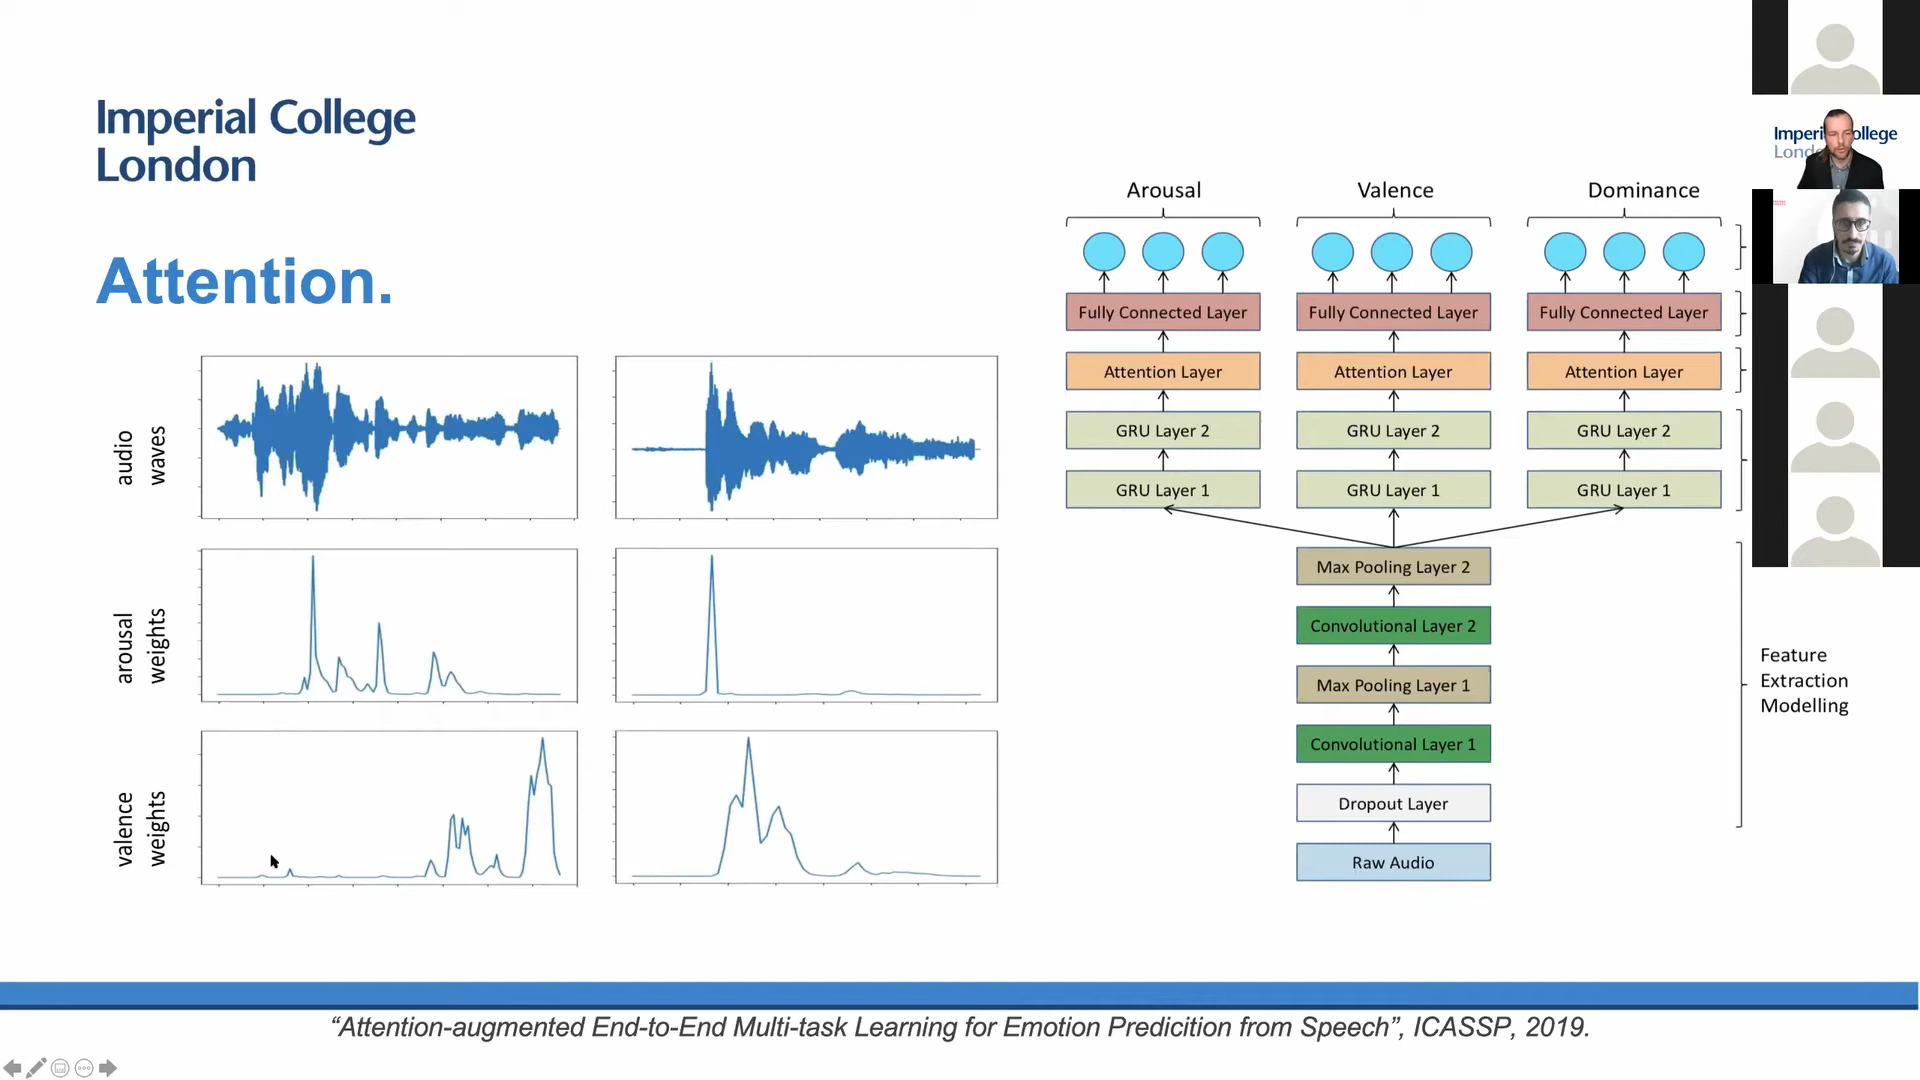 Imperial College
London
Attention.
audio
waves
arousal
weights
valence
weights
Arousal Valence Dominance
Fully Connected Layer Fully Connected Layer Fully Connected Layer
Attention Layer Attention Layer Attention Layer
GRU Layer 2 GRU Layer 2 GRU Layer 2
GRU Layer 1 GRU Layer 1 GRU Layer 1
Max Pooling Layer 2
Convolutional Layer 2
Max Pooling Layer 1
Convolutional Layer 1
Dropout Layer
Raw Audio
Feature
Extraction
Modelling
“Attention-augmented End-to-End Multi-task Learning for Emotion Predicition from Speech”, ICASSP, 2019.